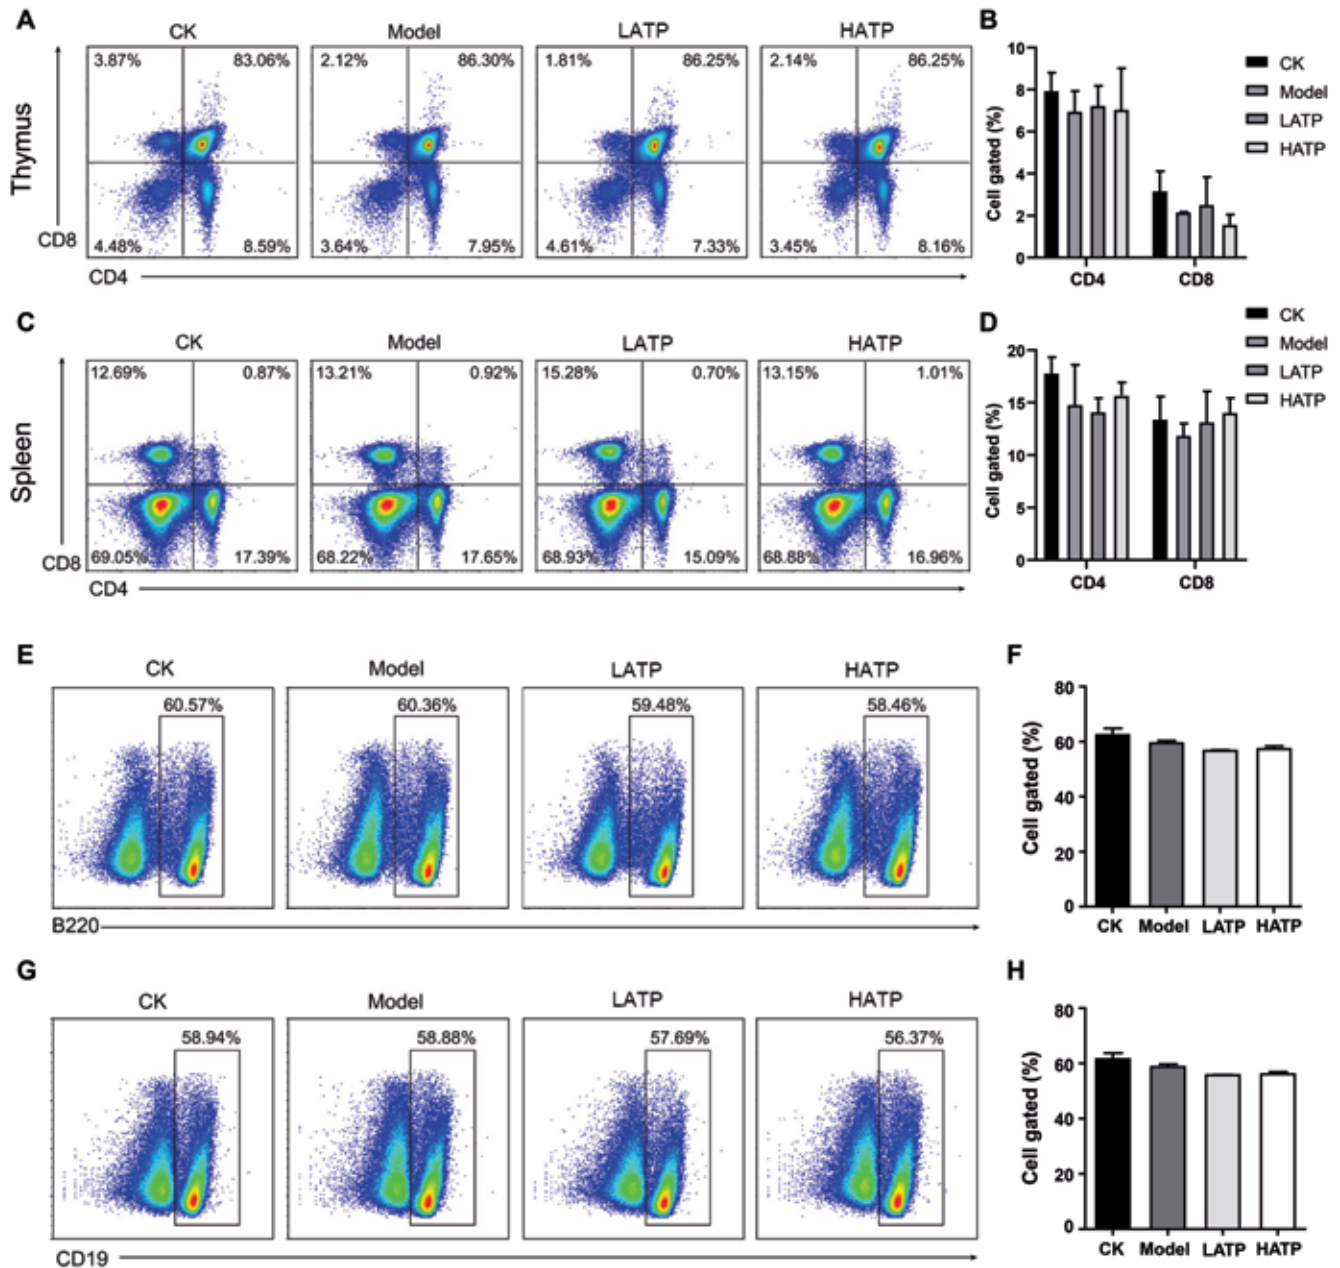 A
CK
Model
LATP
HATP
3.87%
83.06%
2.12%
86.30%
1.81%
86.25%
2.14%
86.25%
Thymus
CD8
4.48%
8.59%
3.64%
7.95%
4.61%
7.33%
3.45%
8.16%
CD4
B
10
8
6
4
2
0
Cell gated (%)
CD4
CD8
CK
Model
LATP
HATP
C
CK
Model
LATP
HATP
12.69%
0.87%
13.21%
0.92%
15.28%
0.70%
13.15%
1.01%
Spleen
CD8
69.05%
17.39%
68.22%
17.65%
68.93%
15.09%
68.88%
16.96%
CD4
D
20
15
10
5
0
Cell gated (%)
CD4
CD8
CK
Model
LATP
HATP
E
CK
Model
LATP
HATP
60.57%
60.36%
59.48%
58.46%
B220
F
80
60
40
20
0
Cell gated (%)
CK
Model
LATP
HATP
G
CK
Model
LATP
HATP
58.94%
58.88%
57.69%
56.37%
CD19
H
80
60
40
20
0
Cell gated (%)
CK
Model
LATP
HATP